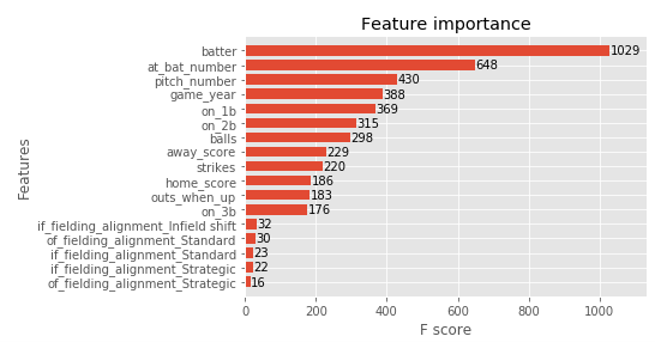 Feature importance
batter 1029
at_bat_number 648
pitch_number 430
game_year 388
on_1b 369
on_2b 315
balls 298
away_score 229
strikes 220
home_score 186
outs_when_up 183
on_3b 176
if_fielding_alignment_Infield shift 32
of_fielding_alignment_Standard 30
if_fielding_alignment_Standard 23
if_fielding_alignment_Strategic 22
of_fielding_alignment_Strategic 16
Features
0 200 400 600 800 1000
F score